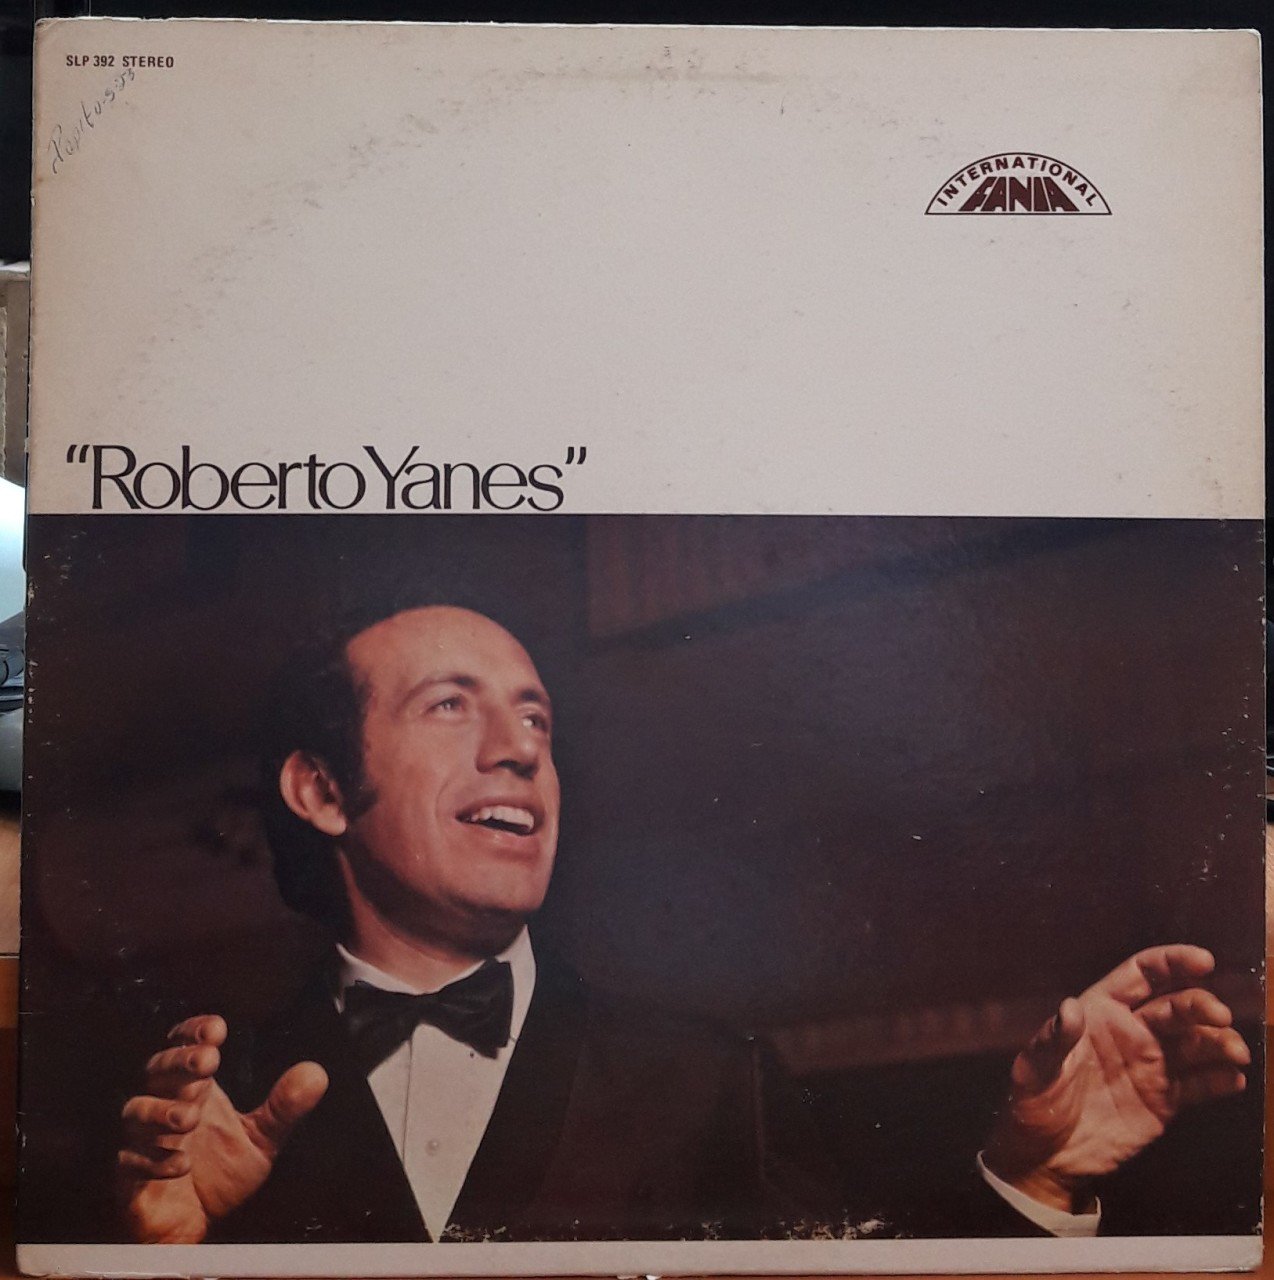 SLP 392 STEREO
INTERNATIONAL
FANIA
“Roberto Yanes”